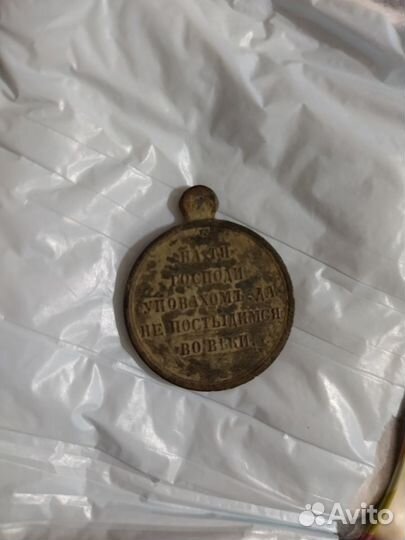 НА ТЯ
ГОСПОДИ
УПОВАХОМЪ ДА
НЕ ПОСТЫДИМСЯ
ВО ВѢКИ.
Avito